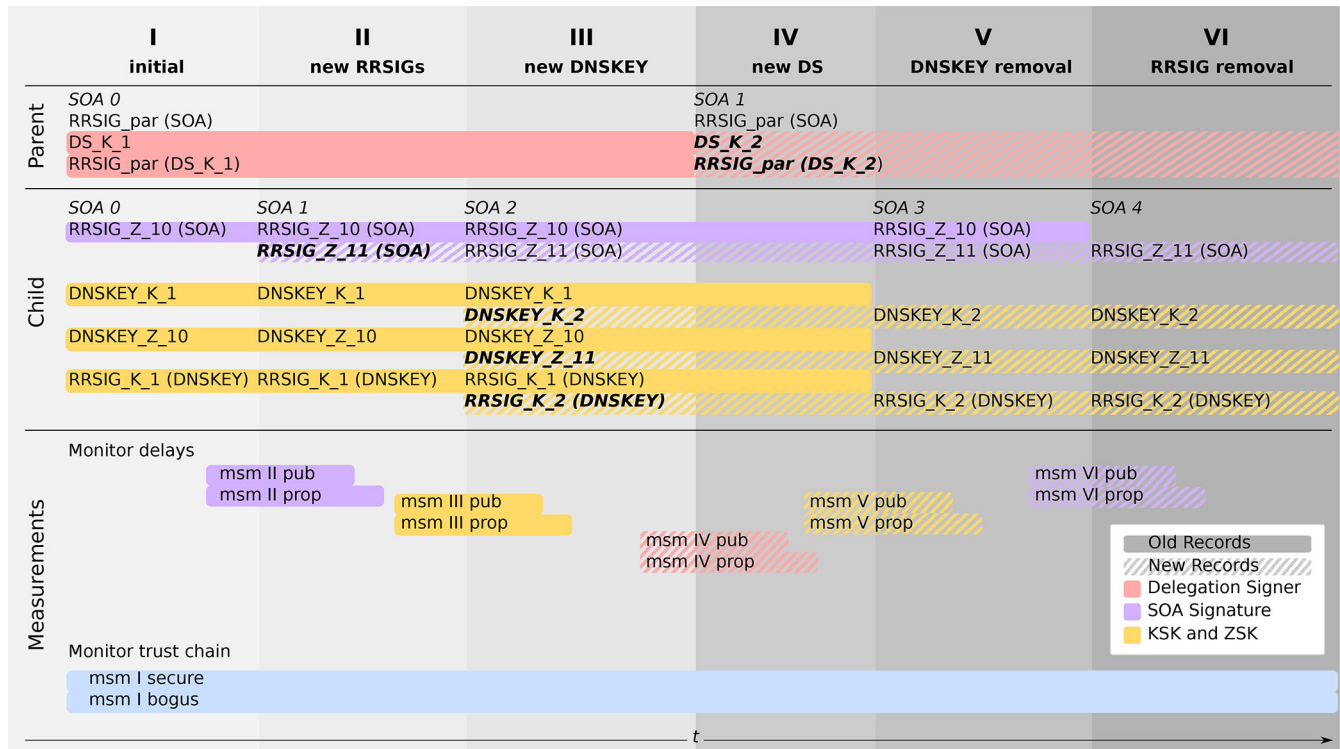 I II III IV V VI
initial new RRSIGs new DNSKEY new DS DNSKEY removal RRSIG removal
Parent
SOA 0 SOA 1
RRSIG_par (SOA) RRSIG_par (SOA)
DS_K_1 DS_K_2
RRSIG_par (DS_K_1) RRSIG_par (DS_K_2)
Child
SOA 0 SOA 1 SOA 2 SOA 3 SOA 4
RRSIG_Z_10 (SOA) RRSIG_Z_10 (SOA) RRSIG_Z_10 (SOA) RRSIG_Z_10 (SOA)
RRSIG_Z_11 (SOA) RRSIG_Z_11 (SOA) RRSIG_Z_11 (SOA) RRSIG_Z_11 (SOA)
DNSKEY_K_1 DNSKEY_K_1 DNSKEY_K_1
DNSKEY_K_2 DNSKEY_K_2 DNSKEY_K_2
DNSKEY_Z_10 DNSKEY_Z_10 DNSKEY_Z_10
DNSKEY_Z_11 DNSKEY_Z_11 DNSKEY_Z_11
RRSIG_K_1 (DNSKEY) RRSIG_K_1 (DNSKEY) RRSIG_K_1 (DNSKEY)
RRSIG_K_2 (DNSKEY) RRSIG_K_2 (DNSKEY) RRSIG_K_2 (DNSKEY)
Measurements
Monitor delays
msm II pub msm VI pub
msm II prop msm VI prop
msm III pub msm V pub
msm III prop msm V prop
msm IV pub
msm IV prop
Old Records
New Records
Delegation Signer
SOA Signature
KSK and ZSK
Monitor trust chain
msm I secure
msm I bogus
t